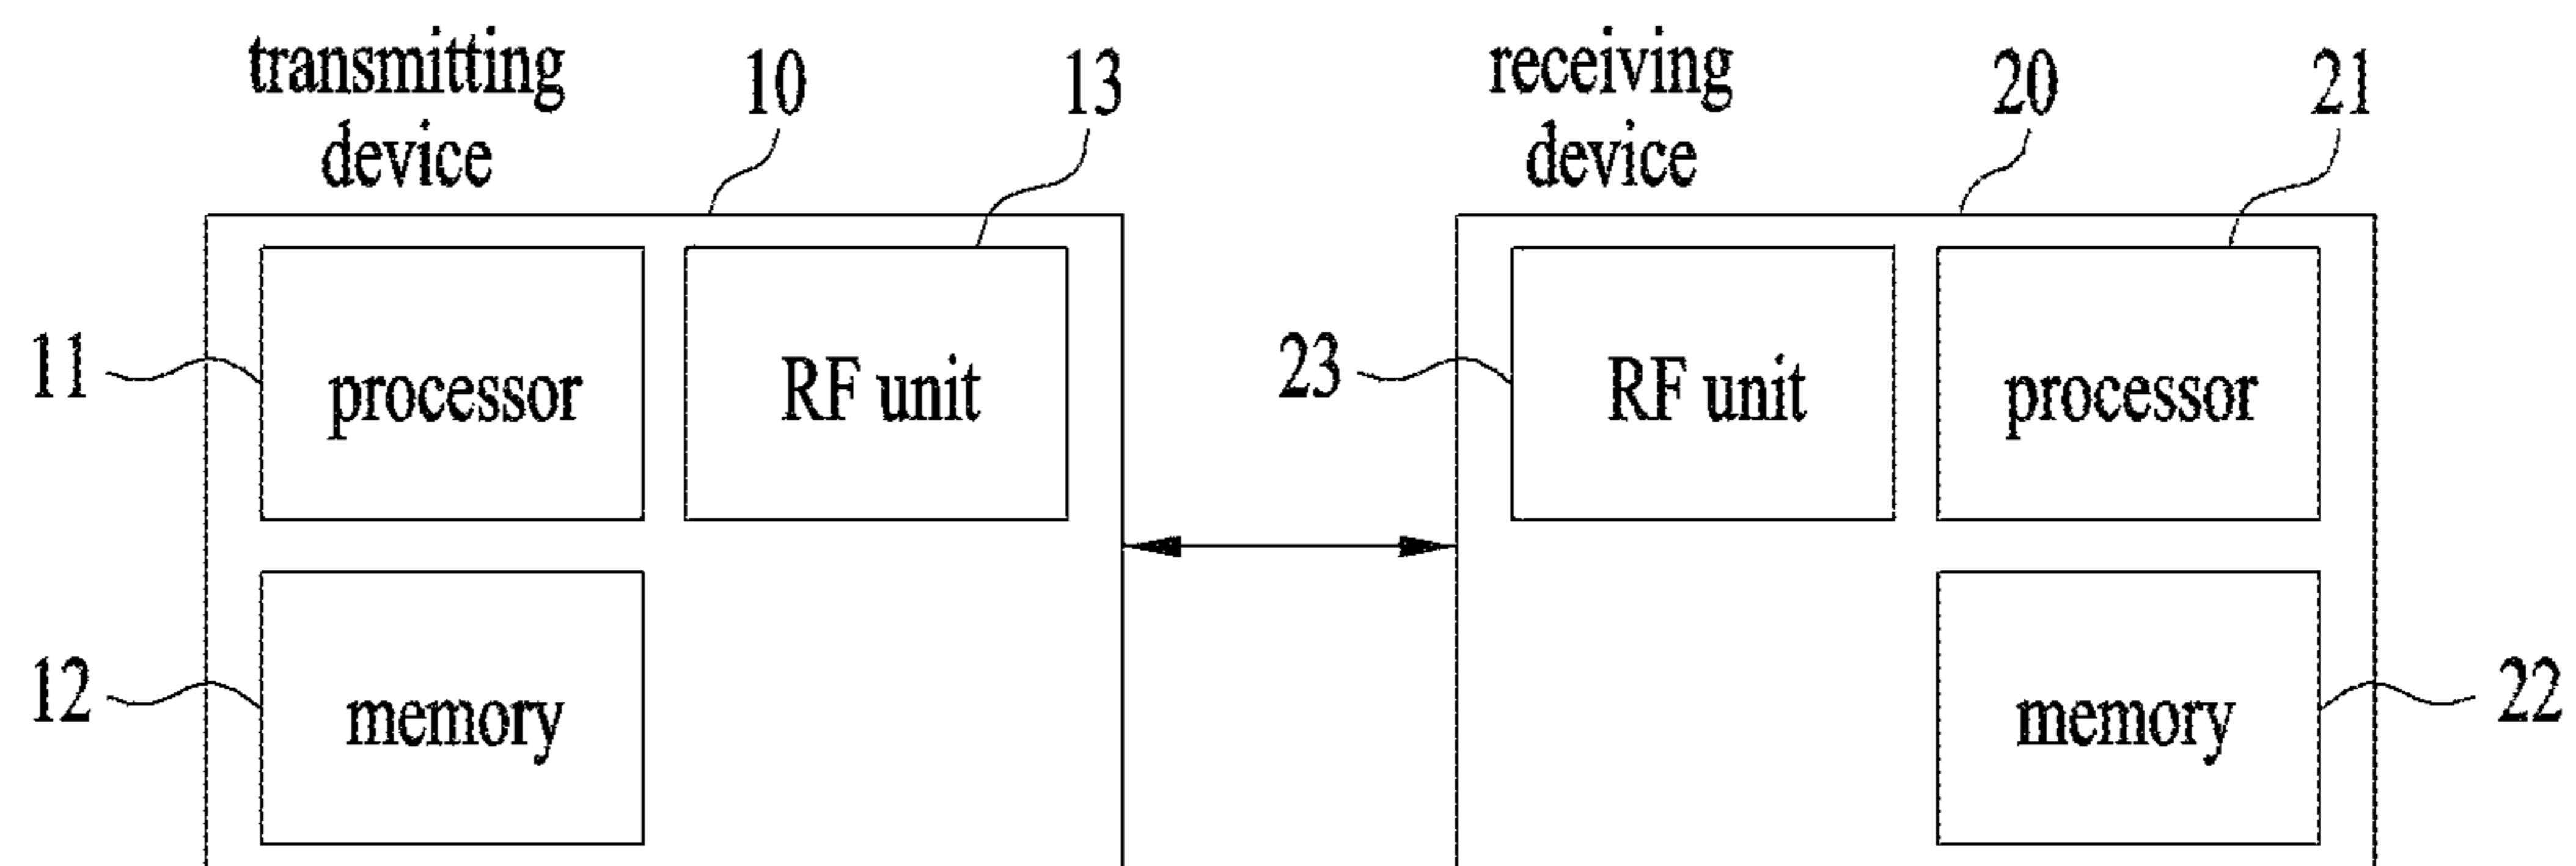 transmitting
device
10
13
receiving
device
20
21
11
processor
RF unit
23
RF unit
processor
12
memory
memory
22